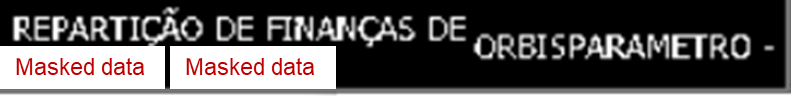 REPARTIÇÃO DE FINANÇAS DE ORBISPARAMETRO -
Masked data Masked data